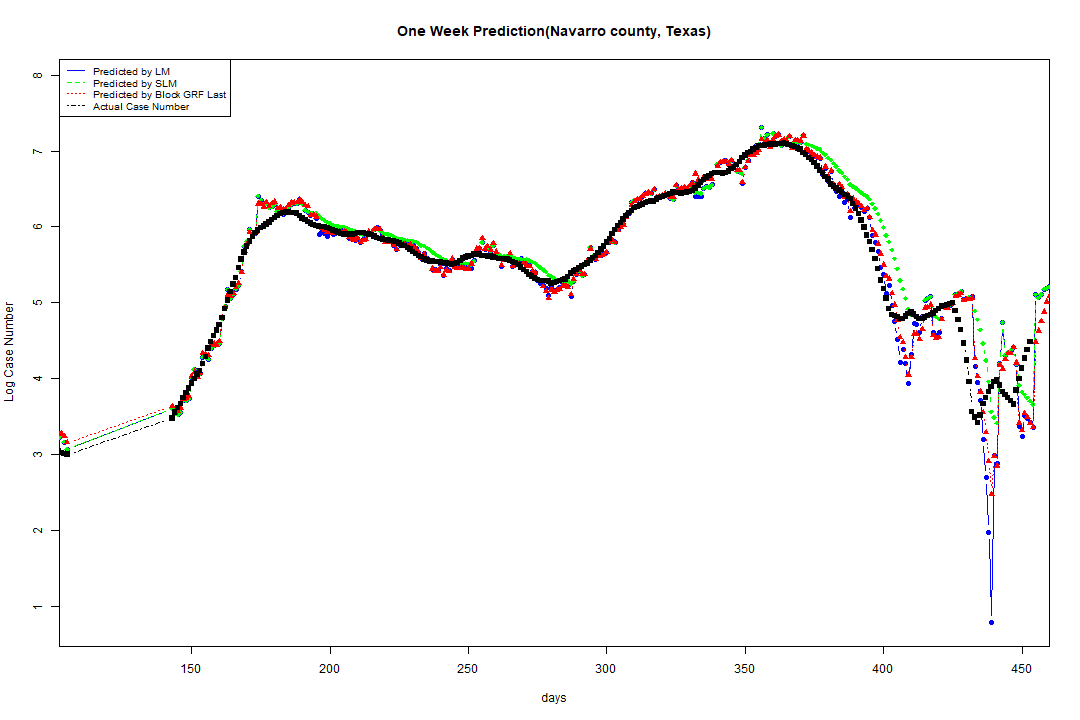 One Week Prediction(Navarro county, Texas)
Predicted by LM
Predicted by SLM
Predicted by Block GRF Last
Actual Case Number
8
7
6
5
4
3
2
1
Log Case Number
150 200 250 300 350 400 450
days